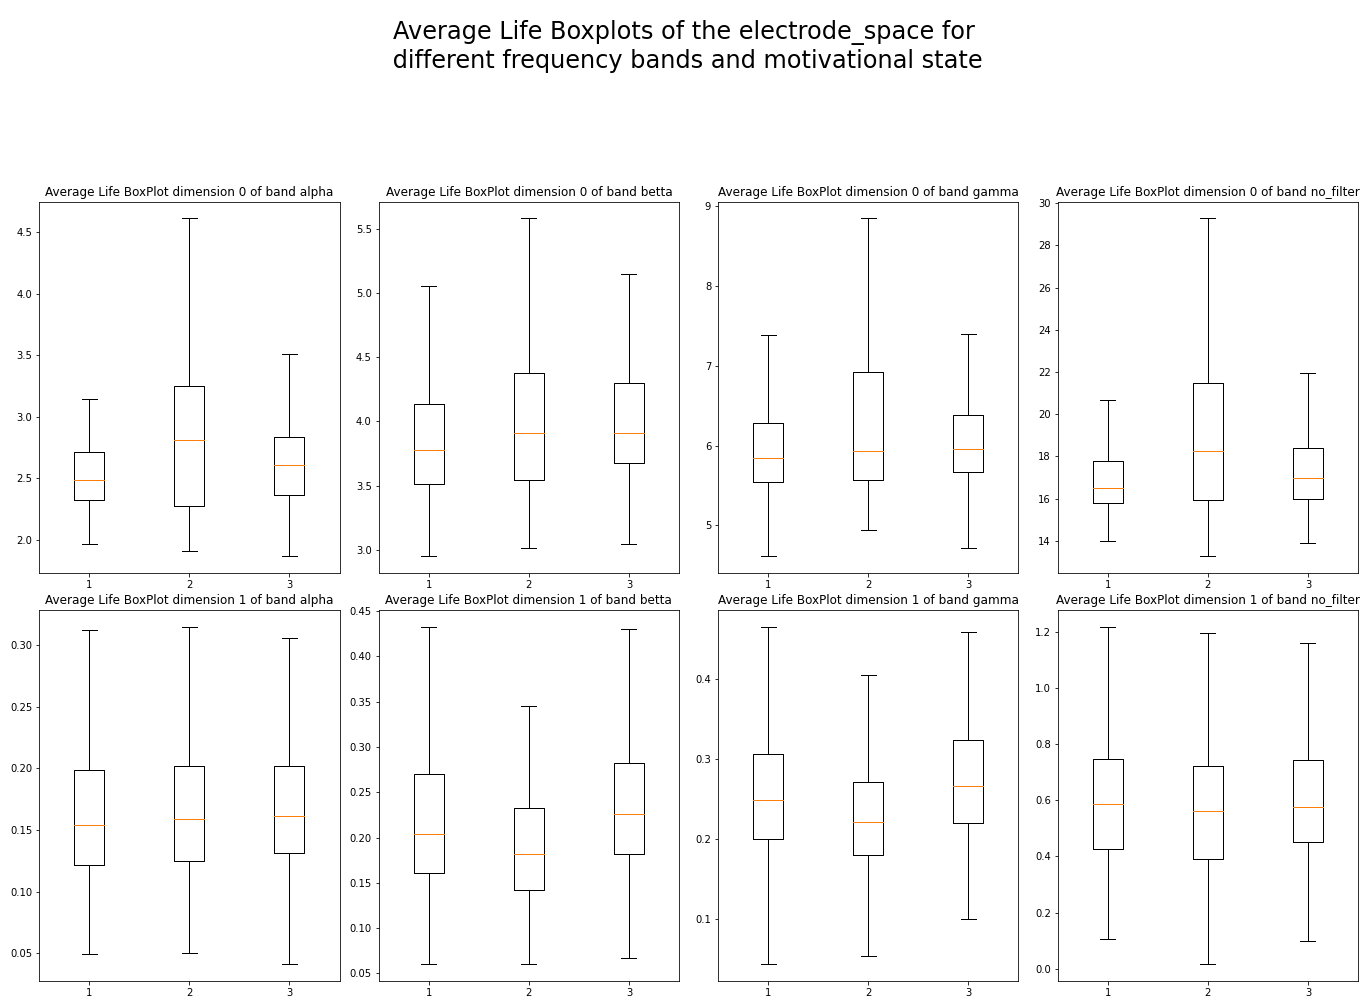 Average Life Boxplots of the electrode_space for
different frequency bands and motivational state
Average Life BoxPlot dimension 0 of band alpha
4.5
4.0
3.5
3.0
2.5
2.0
1 2 3
Average Life BoxPlot dimension 0 of band betta
5.5
5.0
4.5
4.0
3.5
3.0
1 2 3
Average Life BoxPlot dimension 0 of band gamma
9
8
7
6
5
1 2 3
Average Life BoxPlot dimension 0 of band no_filter
30
28
26
24
22
20
18
16
14
1 2 3
Average Life BoxPlot dimension 1 of band alpha
0.30
0.25
0.20
0.15
0.10
0.05
1 2 3
Average Life BoxPlot dimension 1 of band betta
0.45
0.40
0.35
0.30
0.25
0.20
0.15
0.10
0.05
1 2 3
Average Life BoxPlot dimension 1 of band gamma
0.4
0.3
0.2
0.1
1 2 3
Average Life BoxPlot dimension 1 of band no_filter
1.2
1.0
0.8
0.6
0.4
0.2
0.0
1 2 3